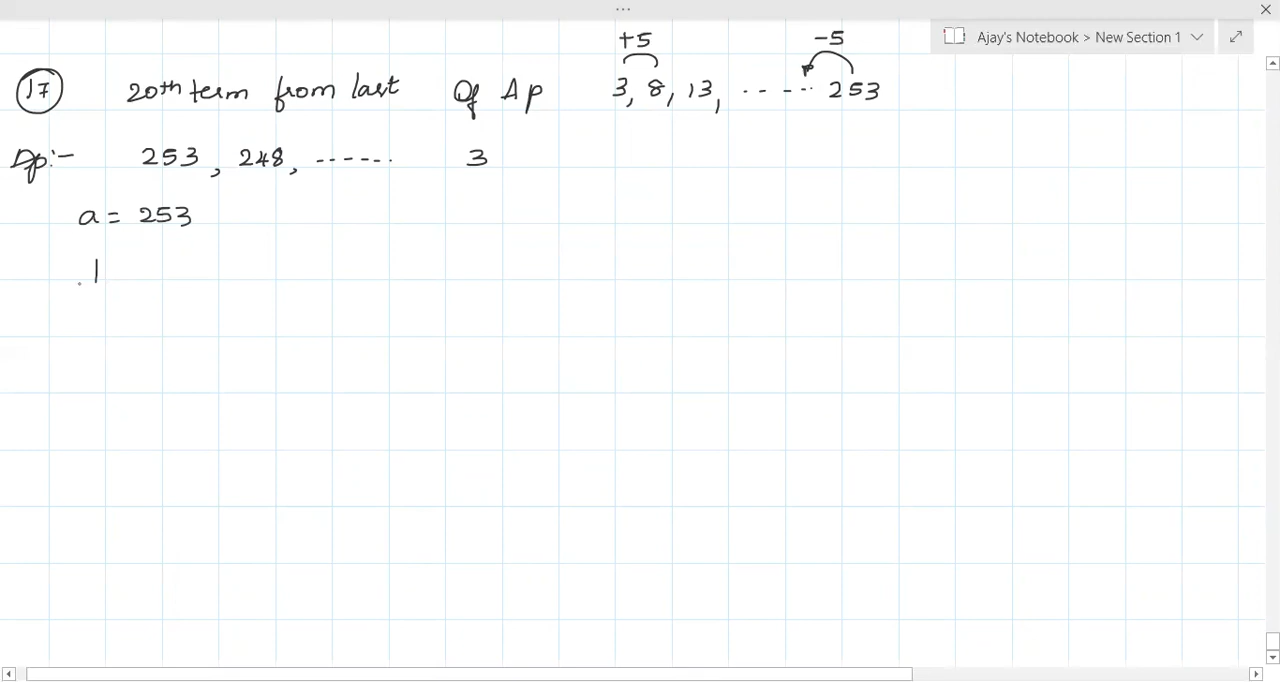 Ajay's Notebook > New Section 1
+5 -5
17 20th term from last Of Ap 3, 8, 13, ...... 253
Ap:- 253, 248, ------ 3
a = 253